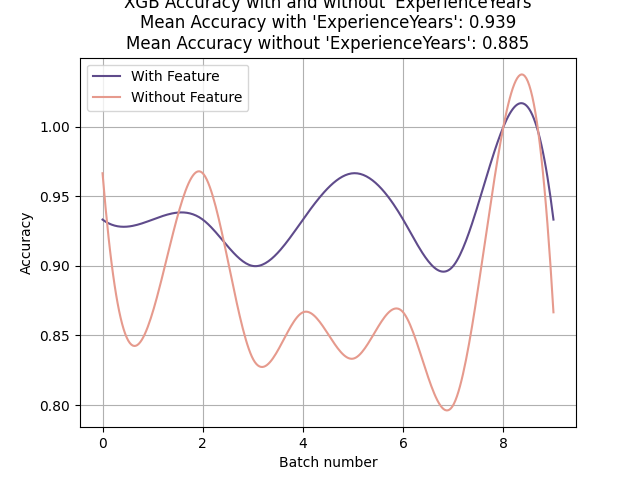 XGB Accuracy with and without 'ExperienceYears'
Mean Accuracy with 'ExperienceYears': 0.939
Mean Accuracy without 'ExperienceYears': 0.885
With Feature
Without Feature
1.00
0.95
0.90
0.85
0.80
Accuracy
0 2 4 6 8
Batch number